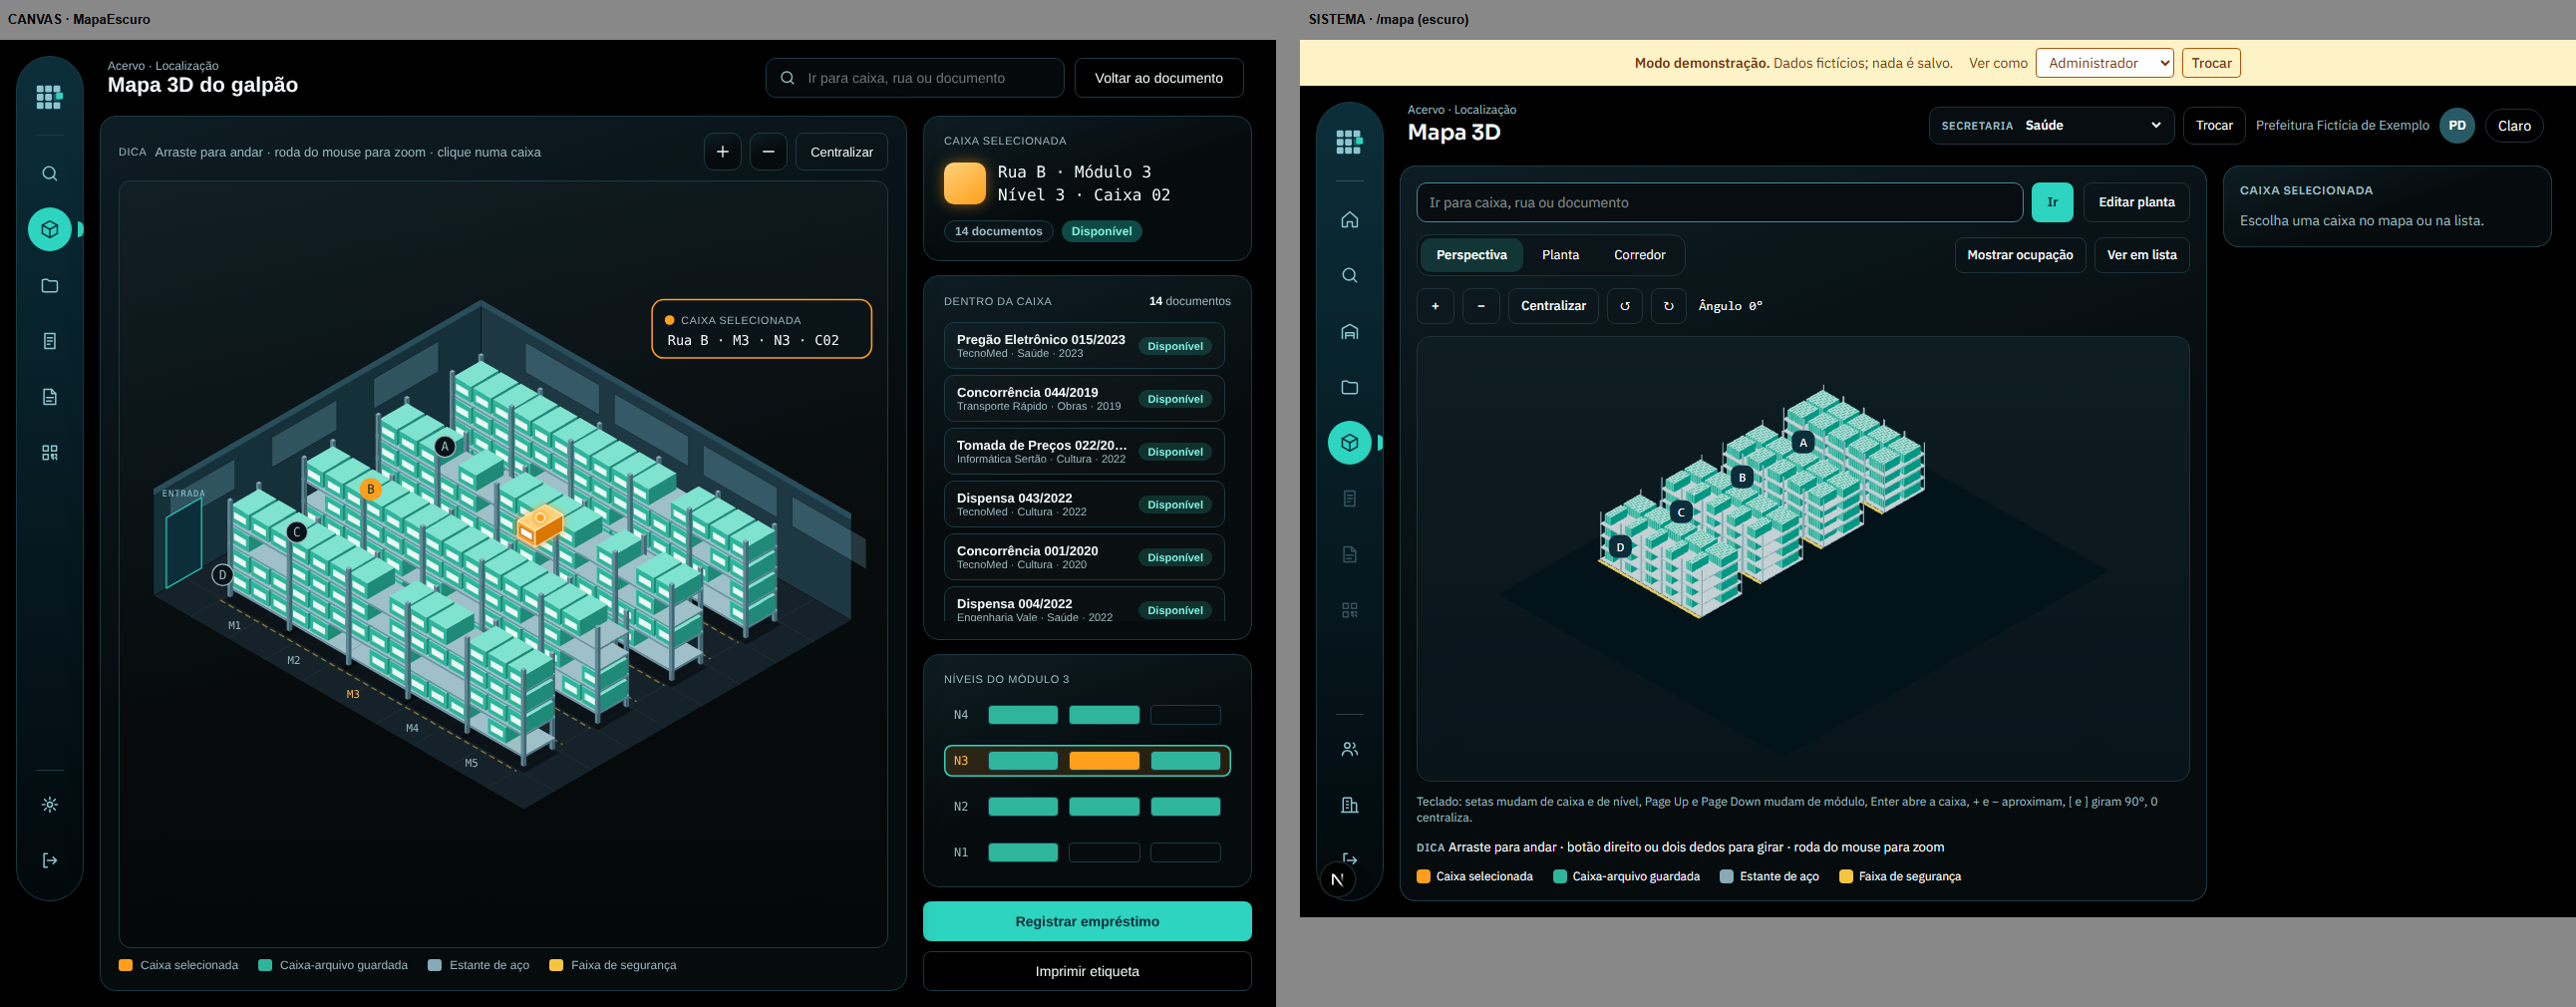 CANVAS · MapaEscuro
Acervo · Localização
Mapa 3D do galpão
Ir para caixa, rua ou documento
Voltar ao documento
DICA Arraste para andar · roda do mouse para zoom · clique numa caixa
+
−
Centralizar
CAIXA SELECIONADA
Rua B · M3 · N3 · C02
ENTRADA
A
B
C
D
M1
M2
M3
M4
M5
Caixa selecionada
Caixa-arquivo guardada
Estante de aço
Faixa de segurança
CAIXA SELECIONADA
Rua B · Módulo 3
Nível 3 · Caixa 02
14 documentos
Disponível
DENTRO DA CAIXA
14 documentos
Pregão Eletrônico 015/2023
TecnoMed · Saúde · 2023
Disponível
Concorrência 044/2019
Transporte Rápido · Obras · 2019
Disponível
Tomada de Preços 022/20...
Informática Sertão · Cultura · 2022
Disponível
Dispensa 043/2022
TecnoMed · Cultura · 2022
Disponível
Concorrência 001/2020
TecnoMed · Cultura · 2020
Disponível
Dispensa 004/2022
Engenharia Vale · Saúde · 2022
Disponível
NÍVEIS DO MÓDULO 3
N4
N3
N2
N1
Registrar empréstimo
Imprimir etiqueta
SISTEMA · /mapa (escuro)
Modo demonstração. Dados fictícios; nada é salvo.
Ver como
Administrador
Trocar
Acervo · Localização
Mapa 3D
SECRETARIA Saúde
Trocar
Prefeitura Fictícia de Exemplo
PD
Claro
Ir para caixa, rua ou documento
Ir
Editar planta
Perspectiva
Planta
Corredor
Mostrar ocupação
Ver em lista
+
−
Centralizar
↺
↻
Ângulo 0°
A
B
C
D
Teclado: setas mudam de caixa e de nível, Page Up e Page Down mudam de módulo, Enter abre a caixa, + e − aproximam, [ e ] giram 90°, 0
centraliza.
DICA Arraste para andar · botão direito ou dois dedos para girar · roda do mouse para zoom
Caixa selecionada
Caixa-arquivo guardada
Estante de aço
Faixa de segurança
N
CAIXA SELECIONADA
Escolha uma caixa no mapa ou na lista.